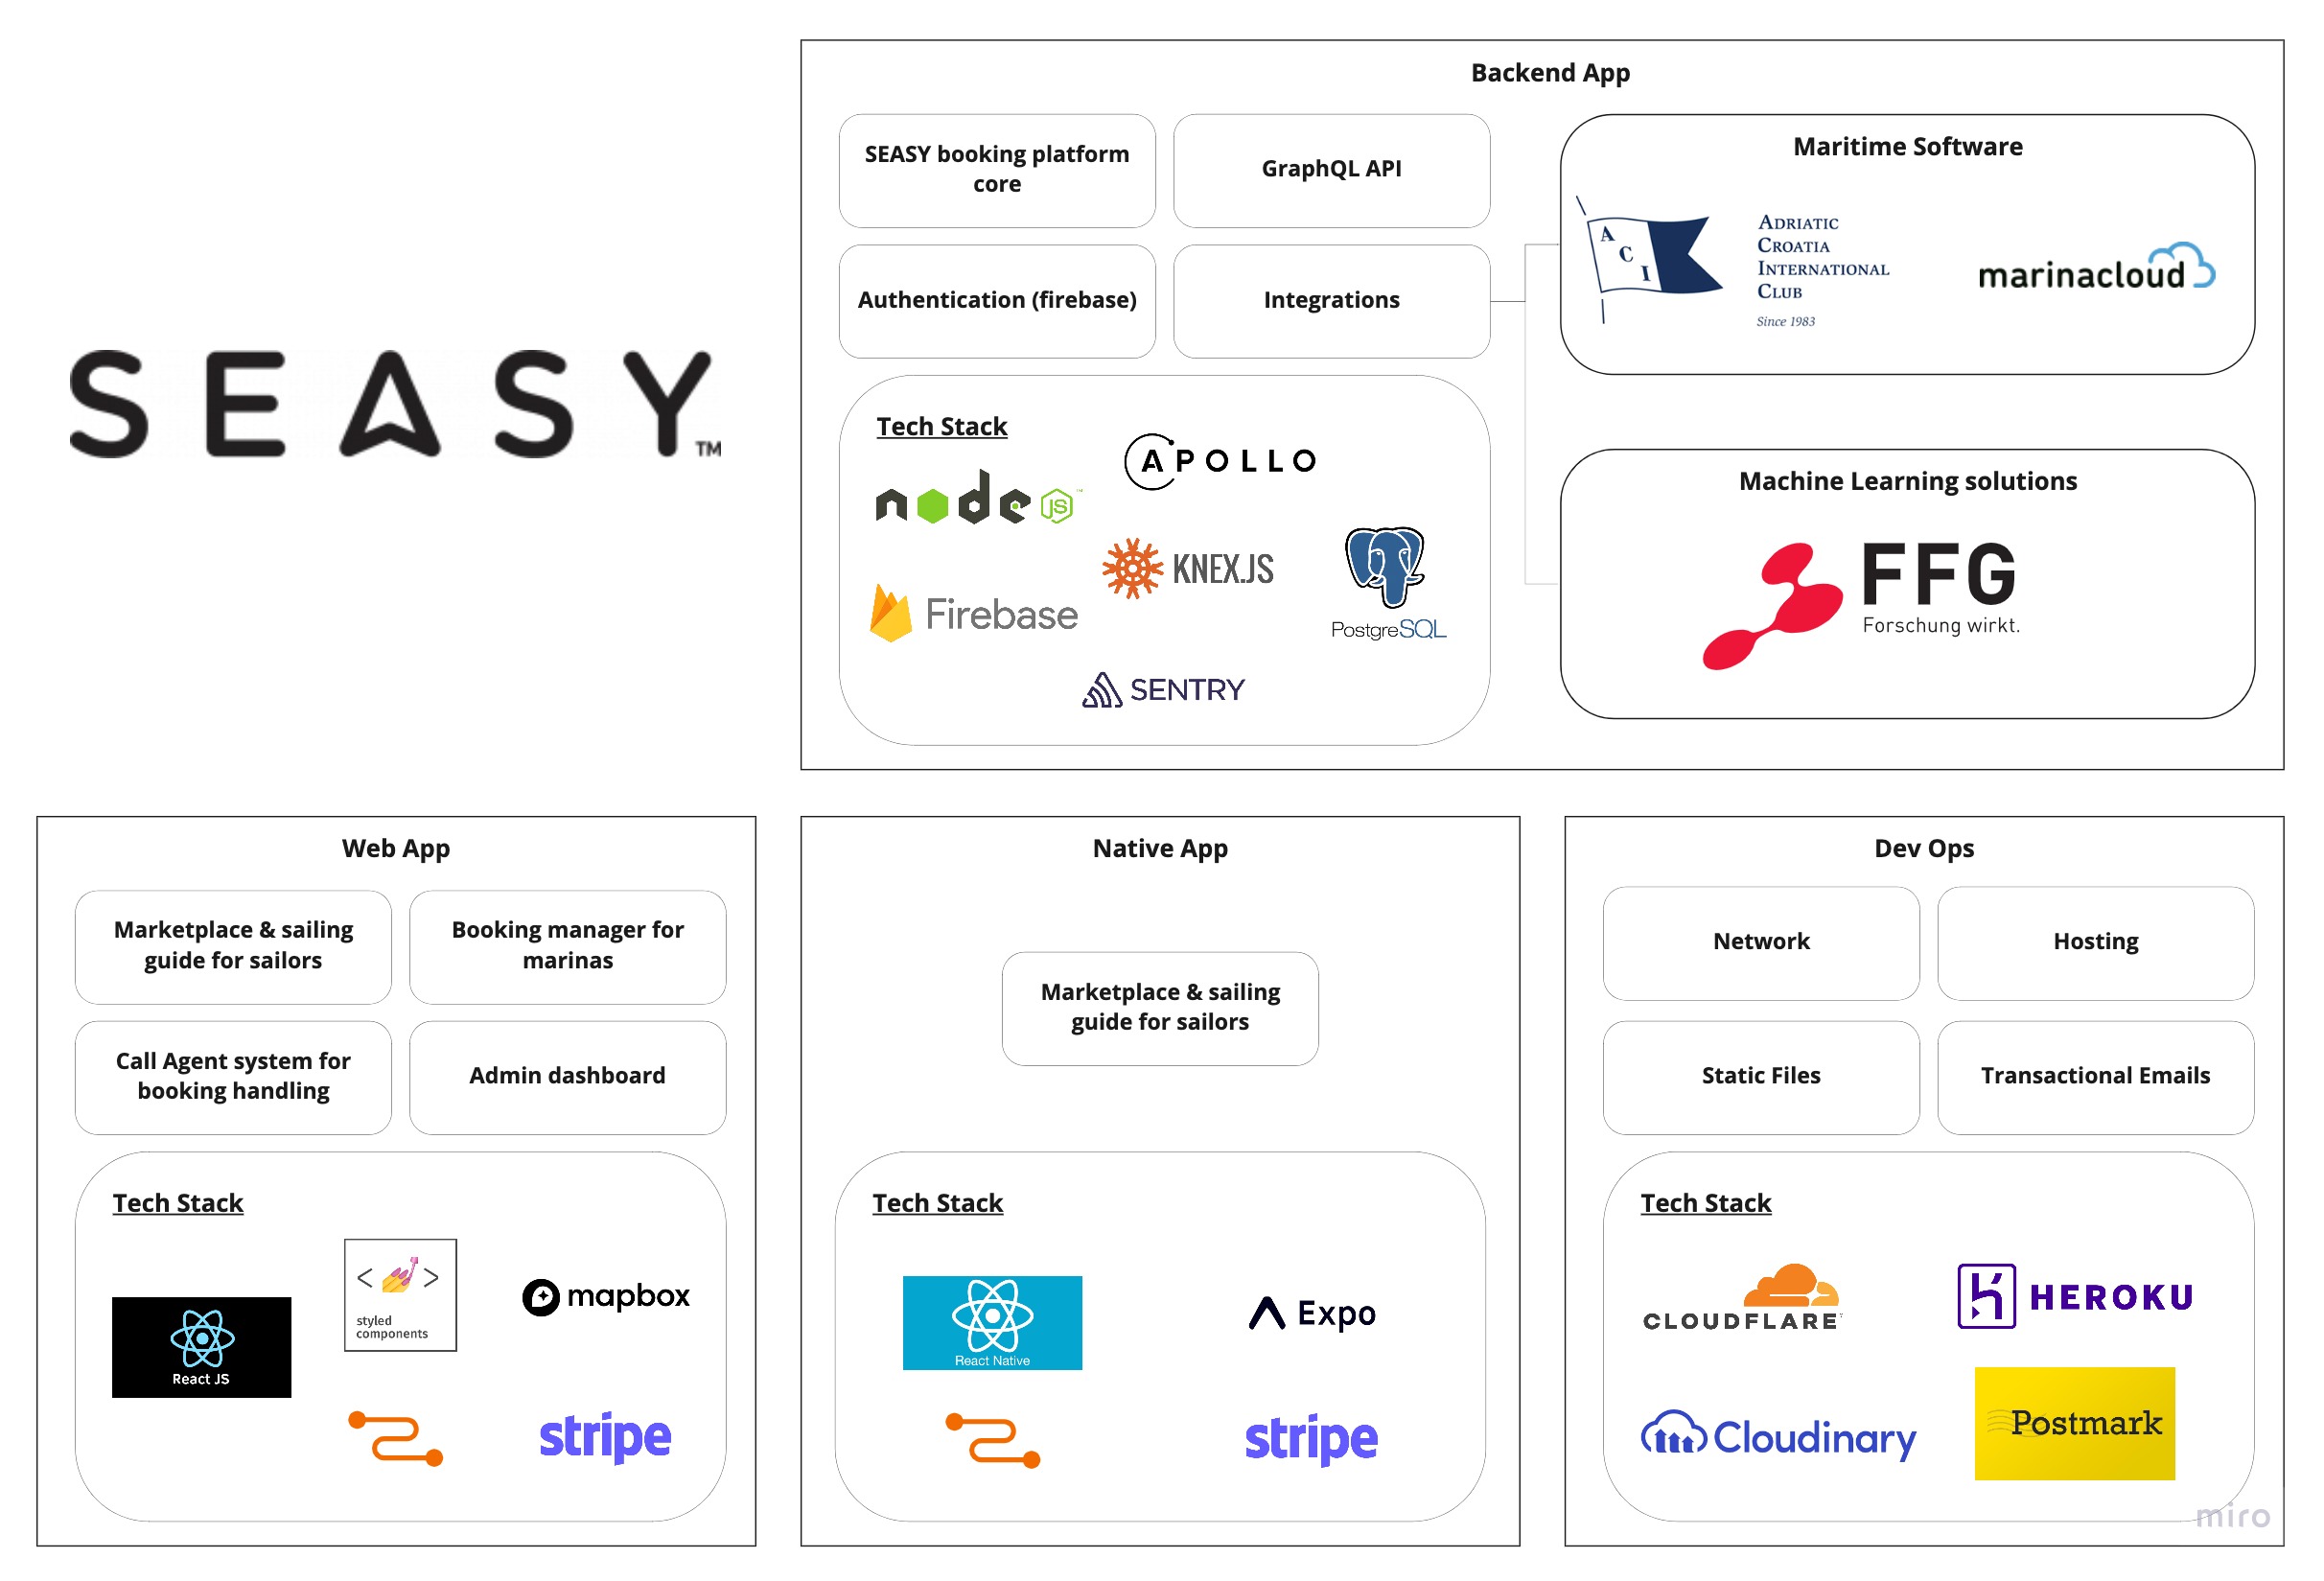 SEASY™
Backend App
SEASY booking platform
core
GraphQL API
Authentication (firebase)
Integrations
Maritime Software
A
C
I
ADRIATIC
CROATIA
INTERNATIONAL
CLUB
Since 1983
marinacloud
Tech Stack
APOLLO
node JS™
KNEX.JS
PostgreSQL
Firebase
SENTRY
Machine Learning solutions
FFG
Forschung wirkt.
Web App
Marketplace & sailing
guide for sailors
Booking manager for
marinas
Call Agent system for
booking handling
Admin dashboard
Tech Stack
React JS
< >
styled
components
mapbox
stripe
Native App
Marketplace & sailing
guide for sailors
Tech Stack
React Native
Expo
stripe
Dev Ops
Network
Hosting
Static Files
Transactional Emails
Tech Stack
CLOUDFLARE
HEROKU
Cloudinary
Postmark
miro